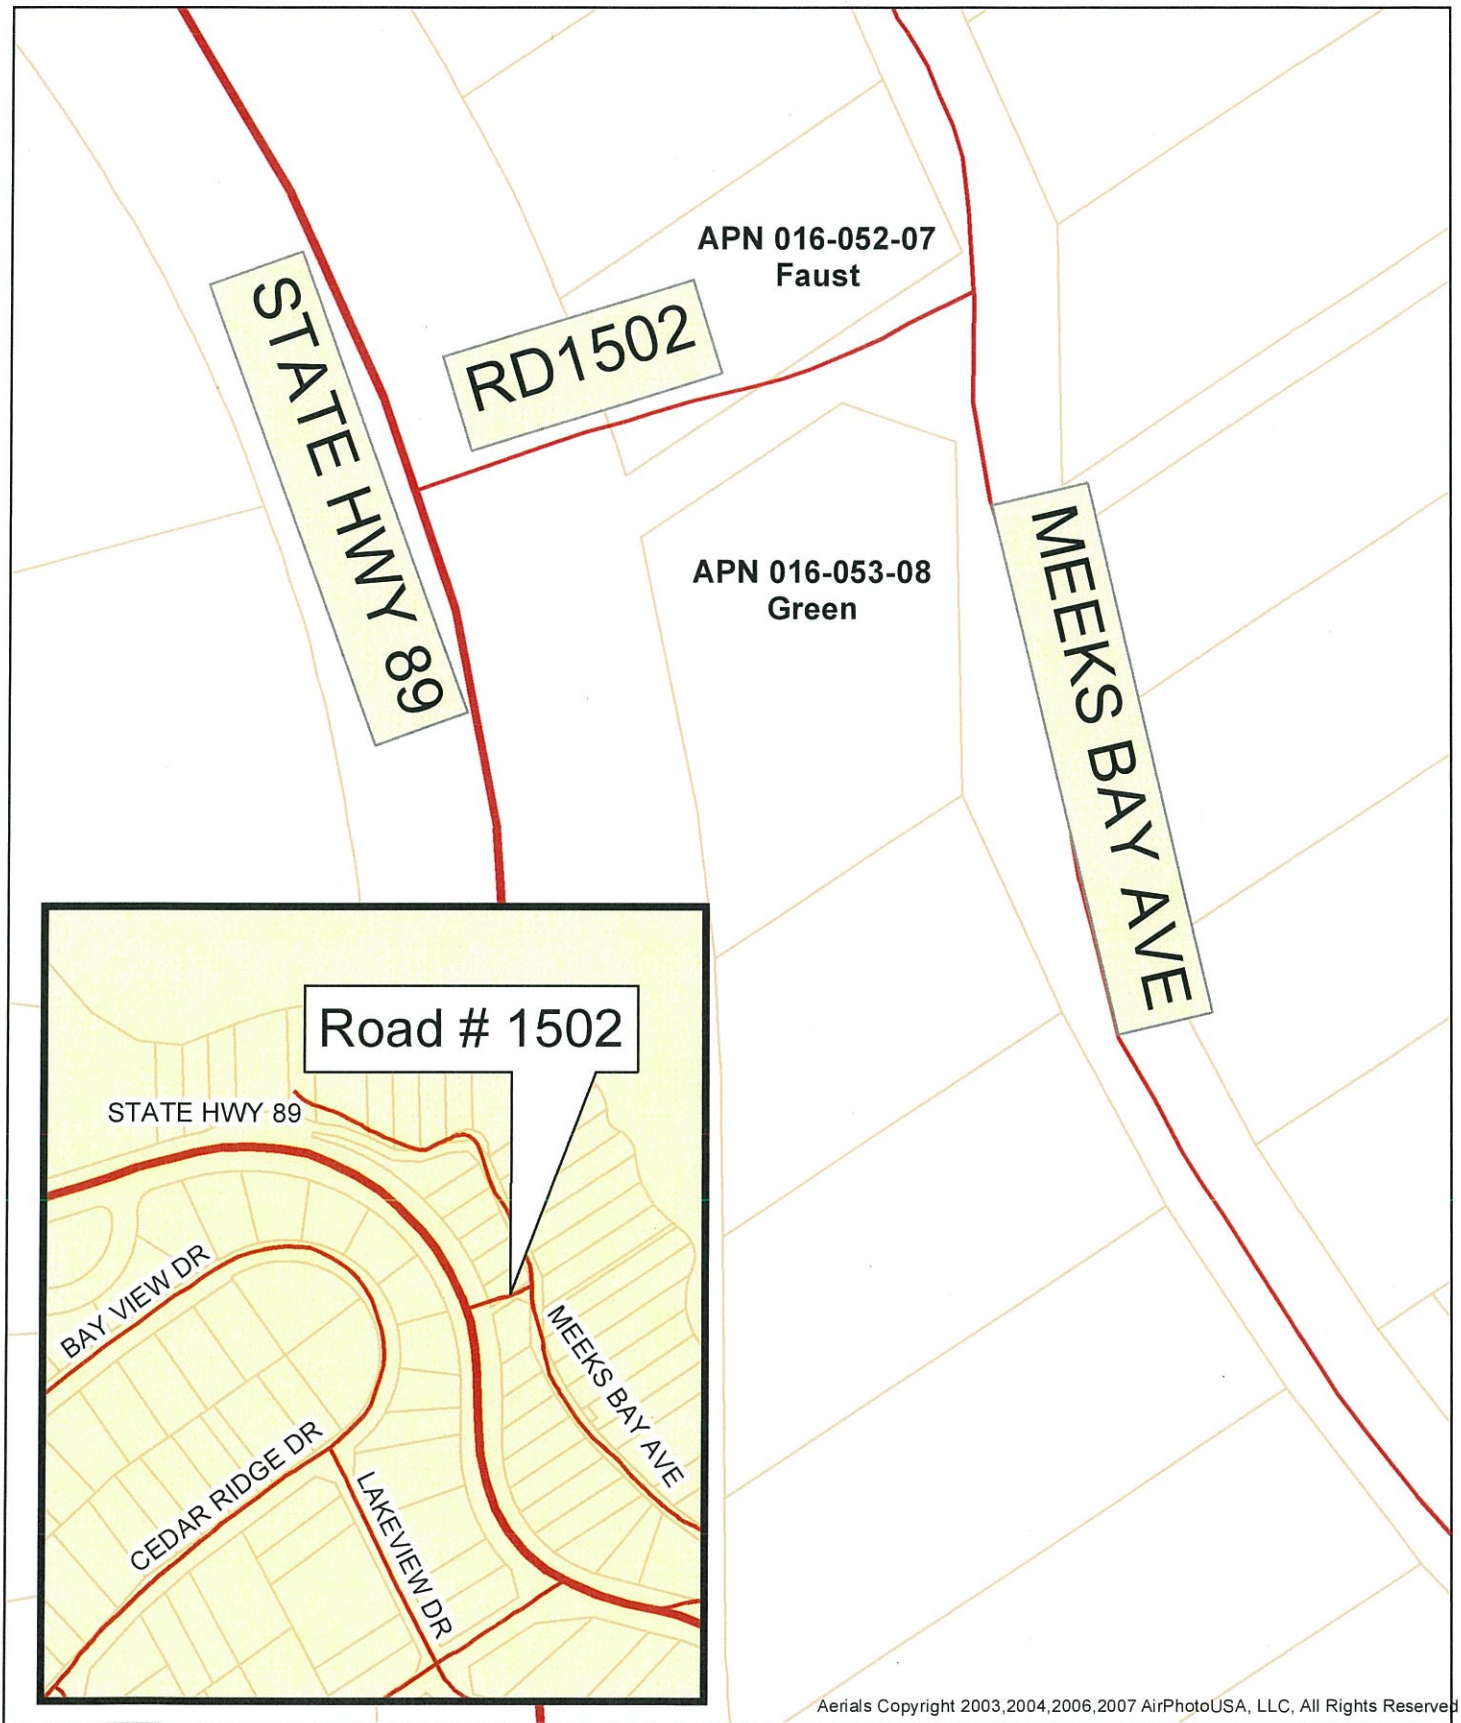 APN 016-052-07
Faust
STATE HWY 89
RD1502
MEEKS BAY AVE
APN 016-053-08
Green
Road # 1502
STATE HWY 89
BAY VIEW DR
MEEKS BAY AVE
CEDAR RIDGE DR
LAKEVIEW DR
Aerials Copyright 2003,2004,2006,2007 AirPhotoUSA, LLC, All Rights Reserved